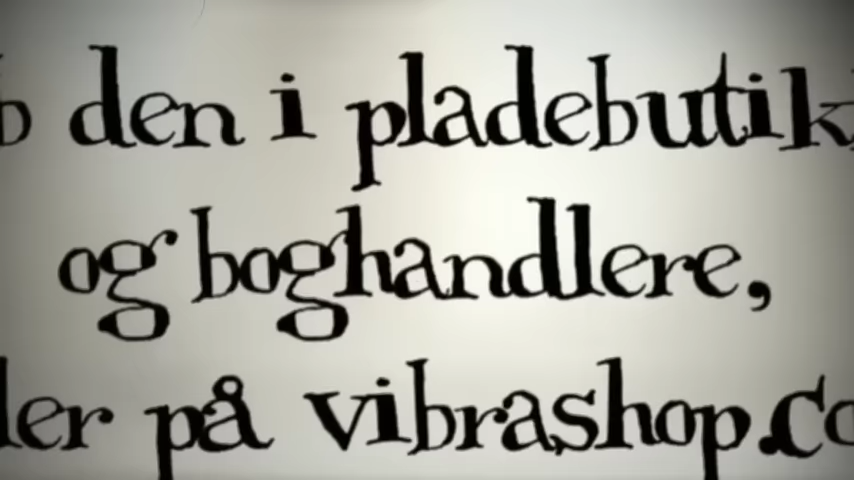 b den i pladebutik
og boghandlere,
ler på vibrashop.Co